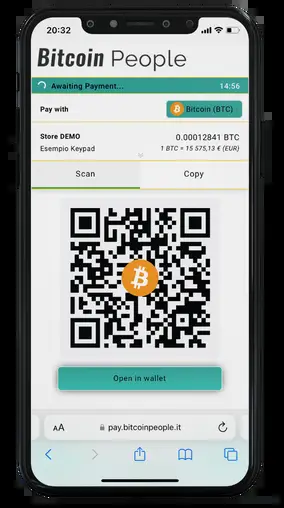 20:32
Bitcoin People
Awaiting Payment... 14:56
Pay with Bitcoin (BTC)
Store DEMO 0.00012841 BTC
Esempio Keypad 1 BTC = 15 575,13 € (EUR)
Scan Copy
Open in wallet
AA pay.bitcoinpeople.it